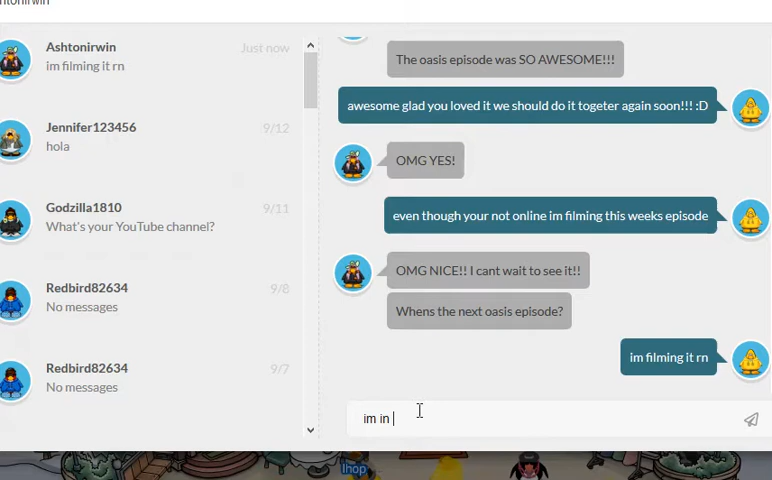 Ashtonirwin
Just now
im filming it rn
Jennifer123456
9/12
hola
Godzilla1810
9/11
What's your YouTube channel?
Redbird82634
9/8
No messages
Redbird82634
9/7
No messages
The oasis episode was SO AWESOME!!!
awesome glad you loved it we should do it togeter again soon!!! :D
OMG YES!
even though your not online im filming this weeks episode
OMG NICE!! I cant wait to see it!!
Whens the next oasis episode?
im filming it rn
im in
lhop